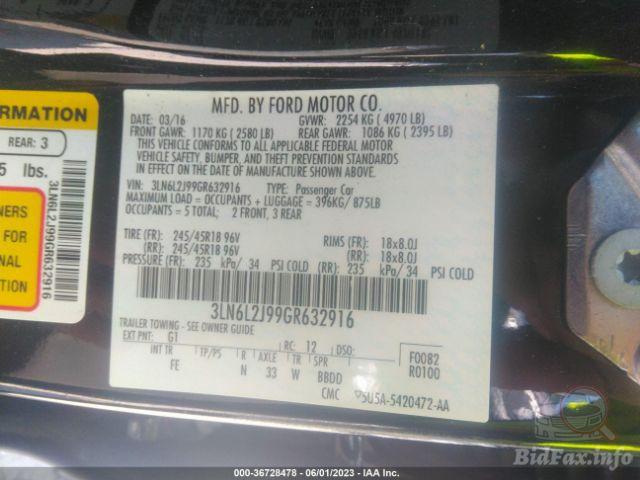 MFD. BY FORD MOTOR CO.
DATE: 03/16 GVWR: 2254 KG ( 4970 LB)
FRONT GAWR: 1170 KG ( 2580 LB) REAR GAWR: 1086 KG ( 2395 LB)
THIS VEHICLE CONFORMS TO ALL APPLICABLE FEDERAL MOTOR
VEHICLE SAFETY, BUMPER, AND THEFT PREVENTION STANDARDS
IN EFFECT ON THE DATE OF MANUFACTURE SHOWN ABOVE.
VIN: 3LN6L2J99GR632916 TYPE: Passenger Car
MAXIMUM LOAD = OCCUPANTS + LUGGAGE = 396KG/ 875LB
OCCUPANTS = 5 TOTAL; 2 FRONT, 3 REAR
TIRE (FR): 245/45R18 96V RIMS (FR): 18x8.0J
(RR): 245/45R18 96V (RR): 18x8.0J
PRESSURE (FR): 235 kPa/ 34 PSI COLD (RR): 235 kPa/ 34 PSI COLD
3LN6L2J99GR632916
TRAILER TOWING - SEE OWNER GUIDE
EXT PNT: G1 RC: 12 DSO:
INT TR TP/PS R AXLE TR SPR
FE N 33 W BBDD
CMC
F0082
R0100
5U5A-5420472-AA
ORMATION
REAR: 3
5 lbs.
NERS
FOR
NAL
TION
3LN6L2J99GR632916
000-36728478 - 06/01/2023 - IAA Inc.
BidFax.info